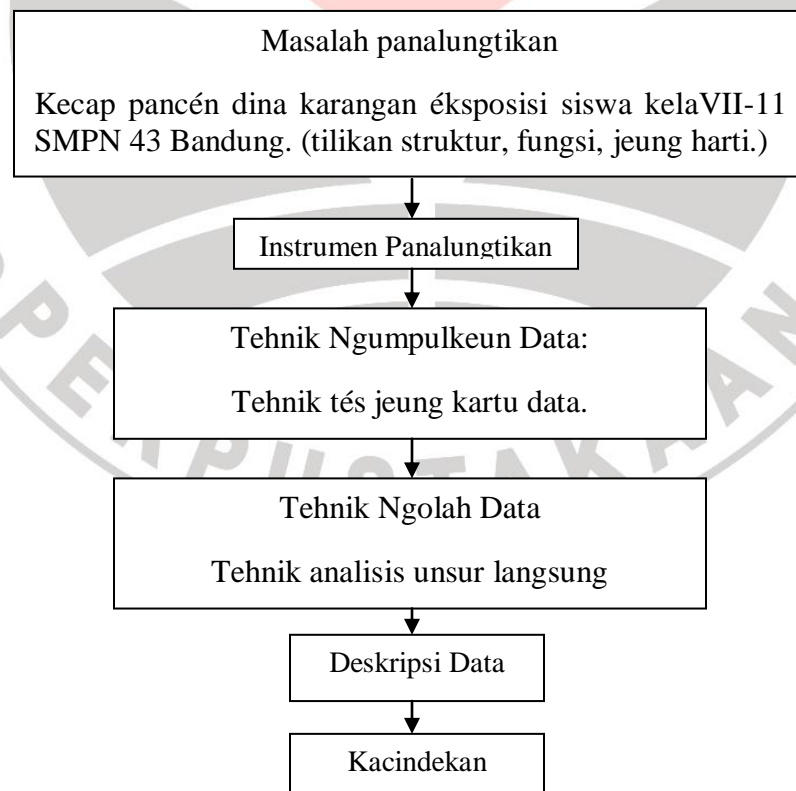 Masalah panalungtikan
Kecap pancén dina karangan éksposisi siswa kelaVII-11
SMPN 43 Bandung. (tilikan struktur, fungsi, jeung harti.)
Instrumen Panalungtikan
Tehnik Ngumpulkeun Data:
Tehnik tés jeung kartu data.
Tehnik Ngolah Data
Tehnik analisis unsur langsung
Deskripsi Data
Kacindekan
PERPUSTAKAAN